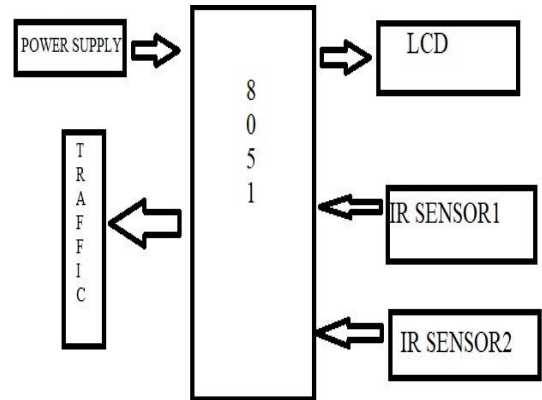 POWER SUPPLY
LCD
8
0
5
1
T
R
A
F
F
I
C
IR SENSOR1
IR SENSOR2